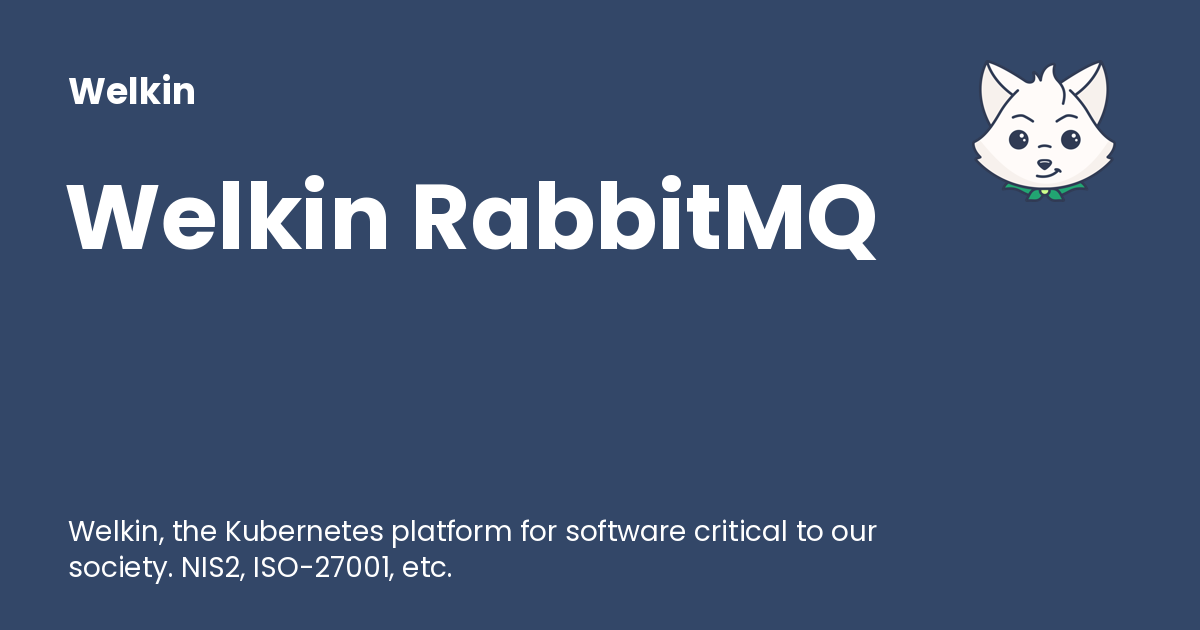 Welkin
Welkin RabbitMQ
Welkin, the Kubernetes platform for software critical to our
society. NIS2, ISO-27001, etc.